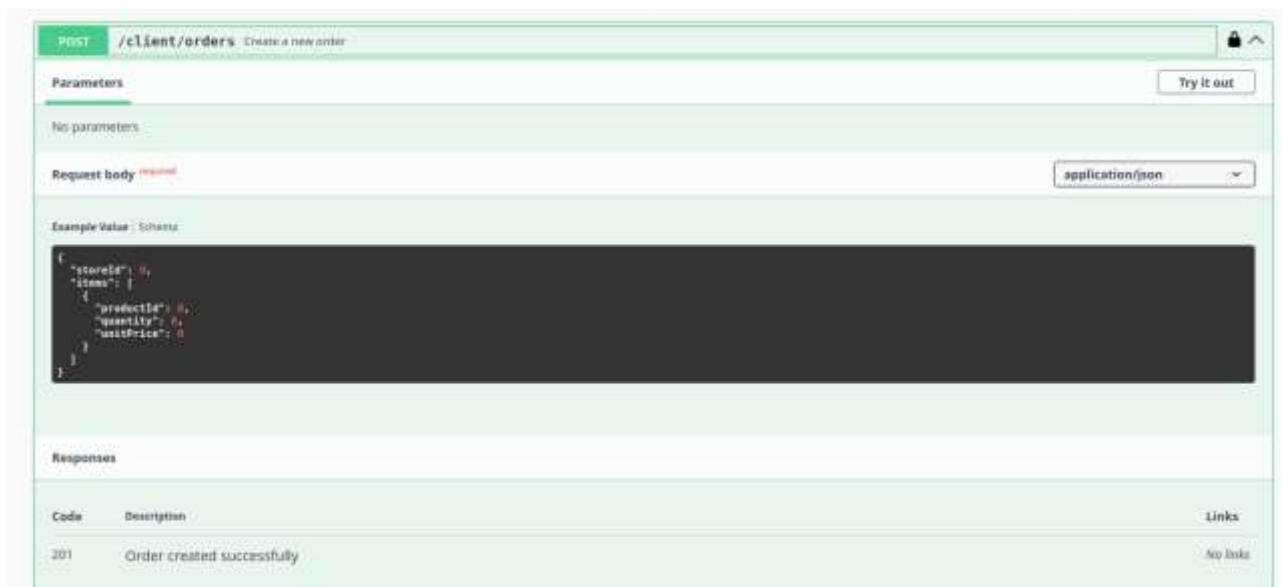 POST /client/orders Create a new order
Parameters
Try it out
No parameters
Request body required
application/json
Example Value | Schema
{
"storeId": 0,
"items": [
{
"productId": 0,
"quantity": 0,
"unitPrice": 0
}
]
}
Responses
Code Description Links
201 Order created successfully No links